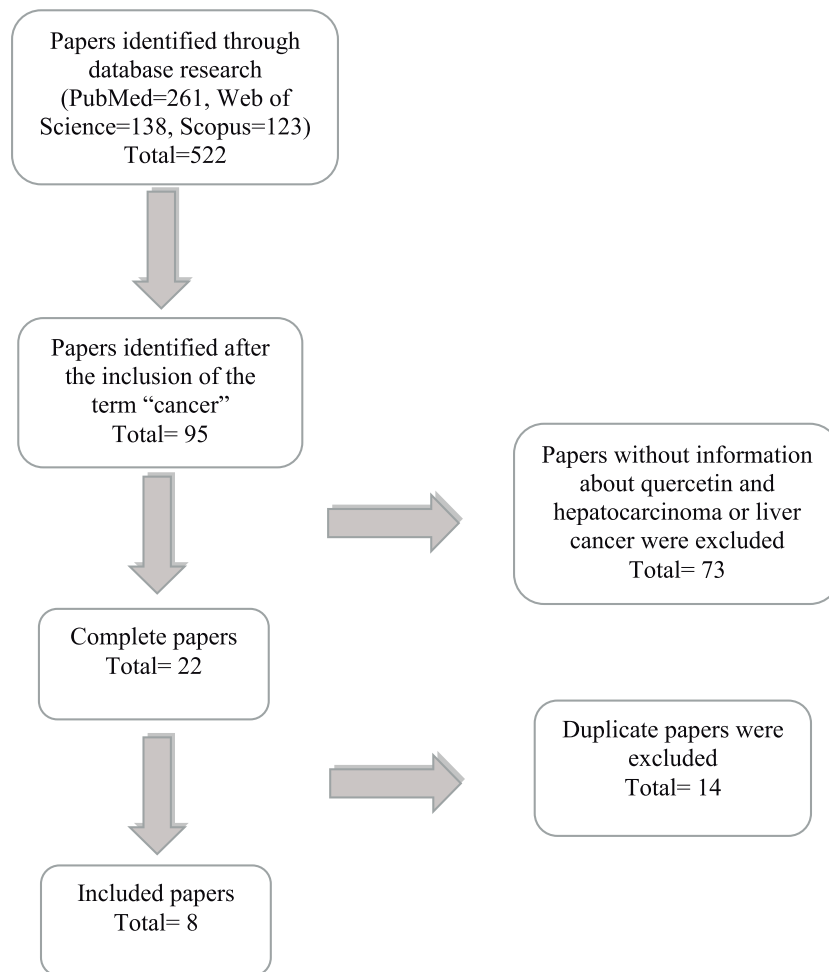 Papers identified through
database research
(PubMed=261, Web of
Science=138, Scopus=123)
Total=522
Papers identified after
the inclusion of the
term “cancer”
Total= 95
Papers without information
about quercetin and
hepatocarcinoma or liver
cancer were excluded
Total= 73
Complete papers
Total= 22
Duplicate papers were
excluded
Total= 14
Included papers
Total= 8